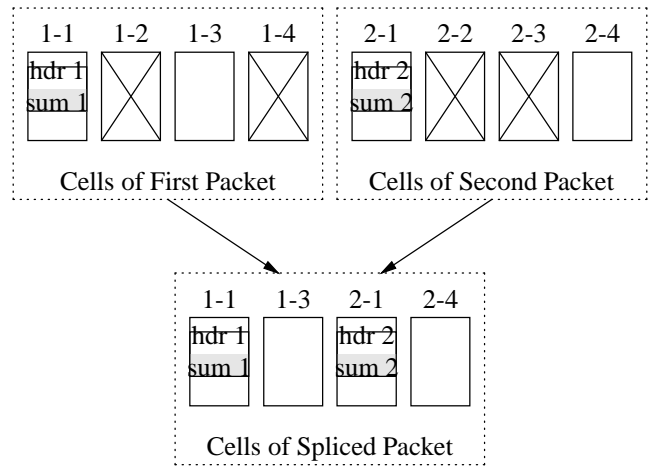 1-1 1-2 1-3 1-4
hdr 1
sum 1
Cells of First Packet
2-1 2-2 2-3 2-4
hdr 2
sum 2
Cells of Second Packet
1-1 1-3 2-1 2-4
hdr 1 hdr 2
sum 1 sum 2
Cells of Spliced Packet